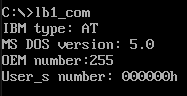 C:\>lb1_com
IBM type: AT
MS DOS version: 5.0
OEM number:255
User_s number: 000000h